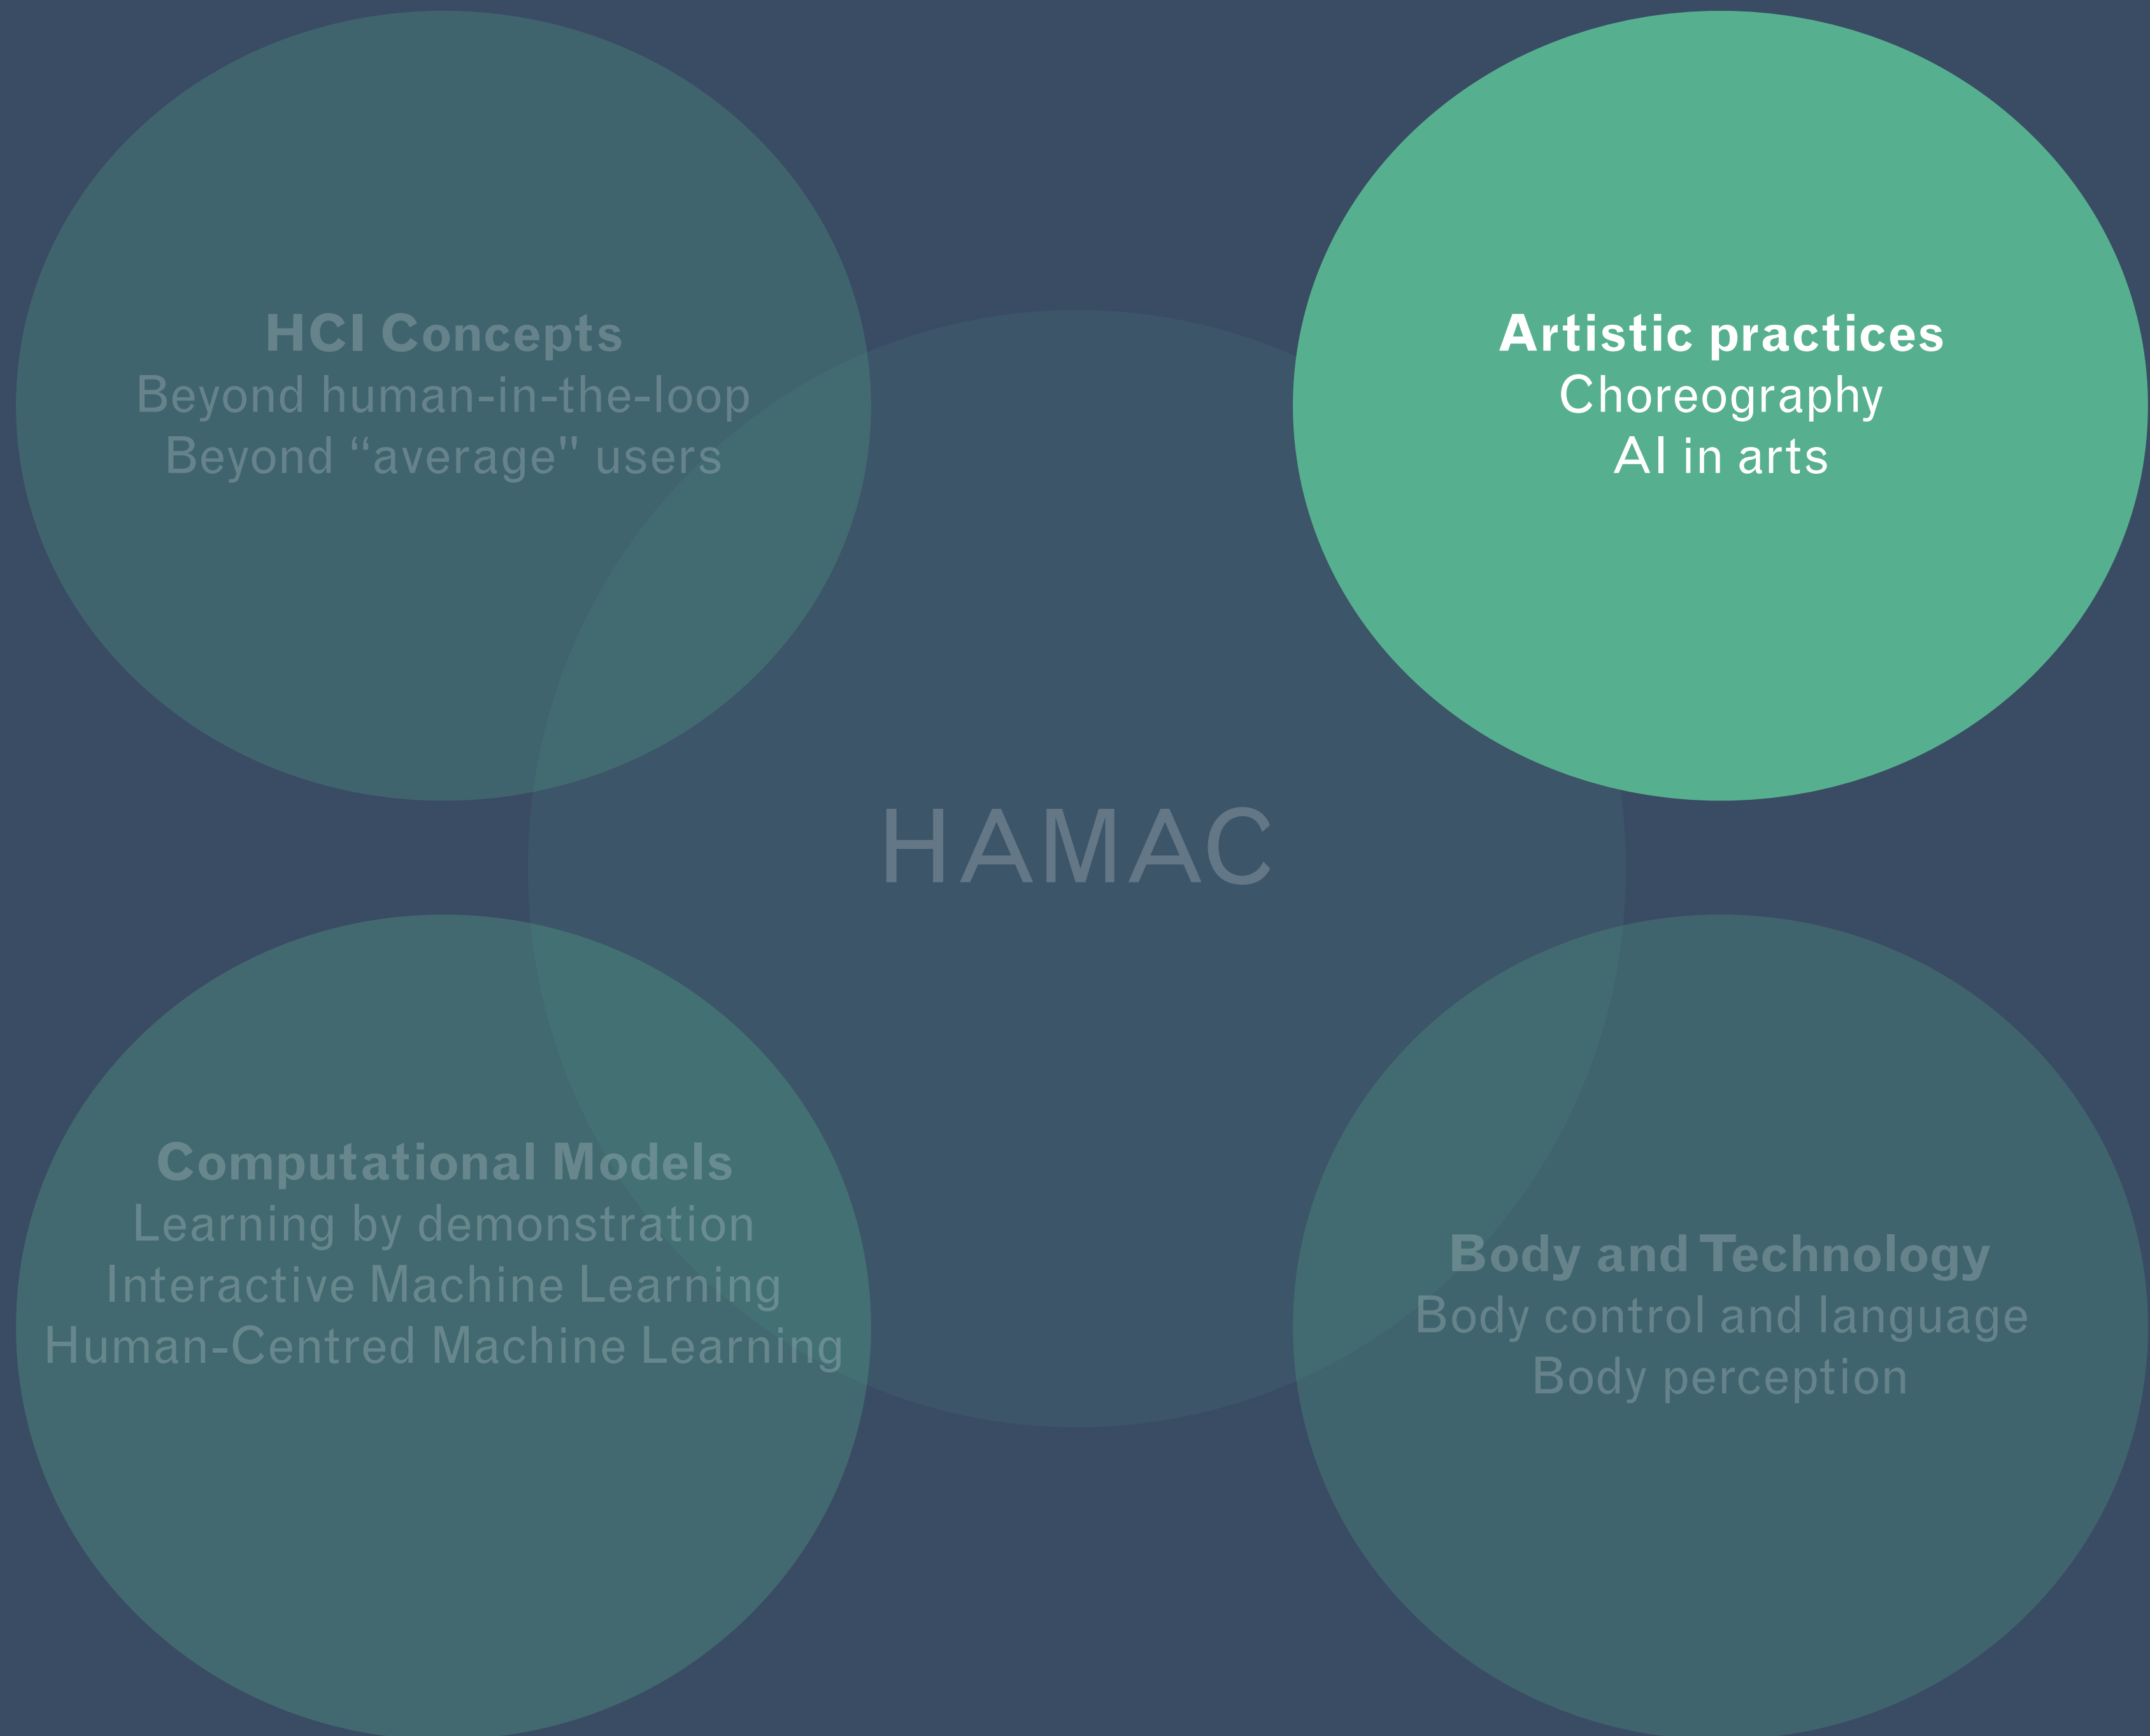 HCI Concepts
Beyond human-in-the-loop
Beyond “average" users
Artistic practices
Choreography
AI in arts
HAMAC
Computational Models
Learning by demonstration
Interactive Machine Learning
Human-Centred Machine Learning
Body and Technology
Body control and language
Body perception